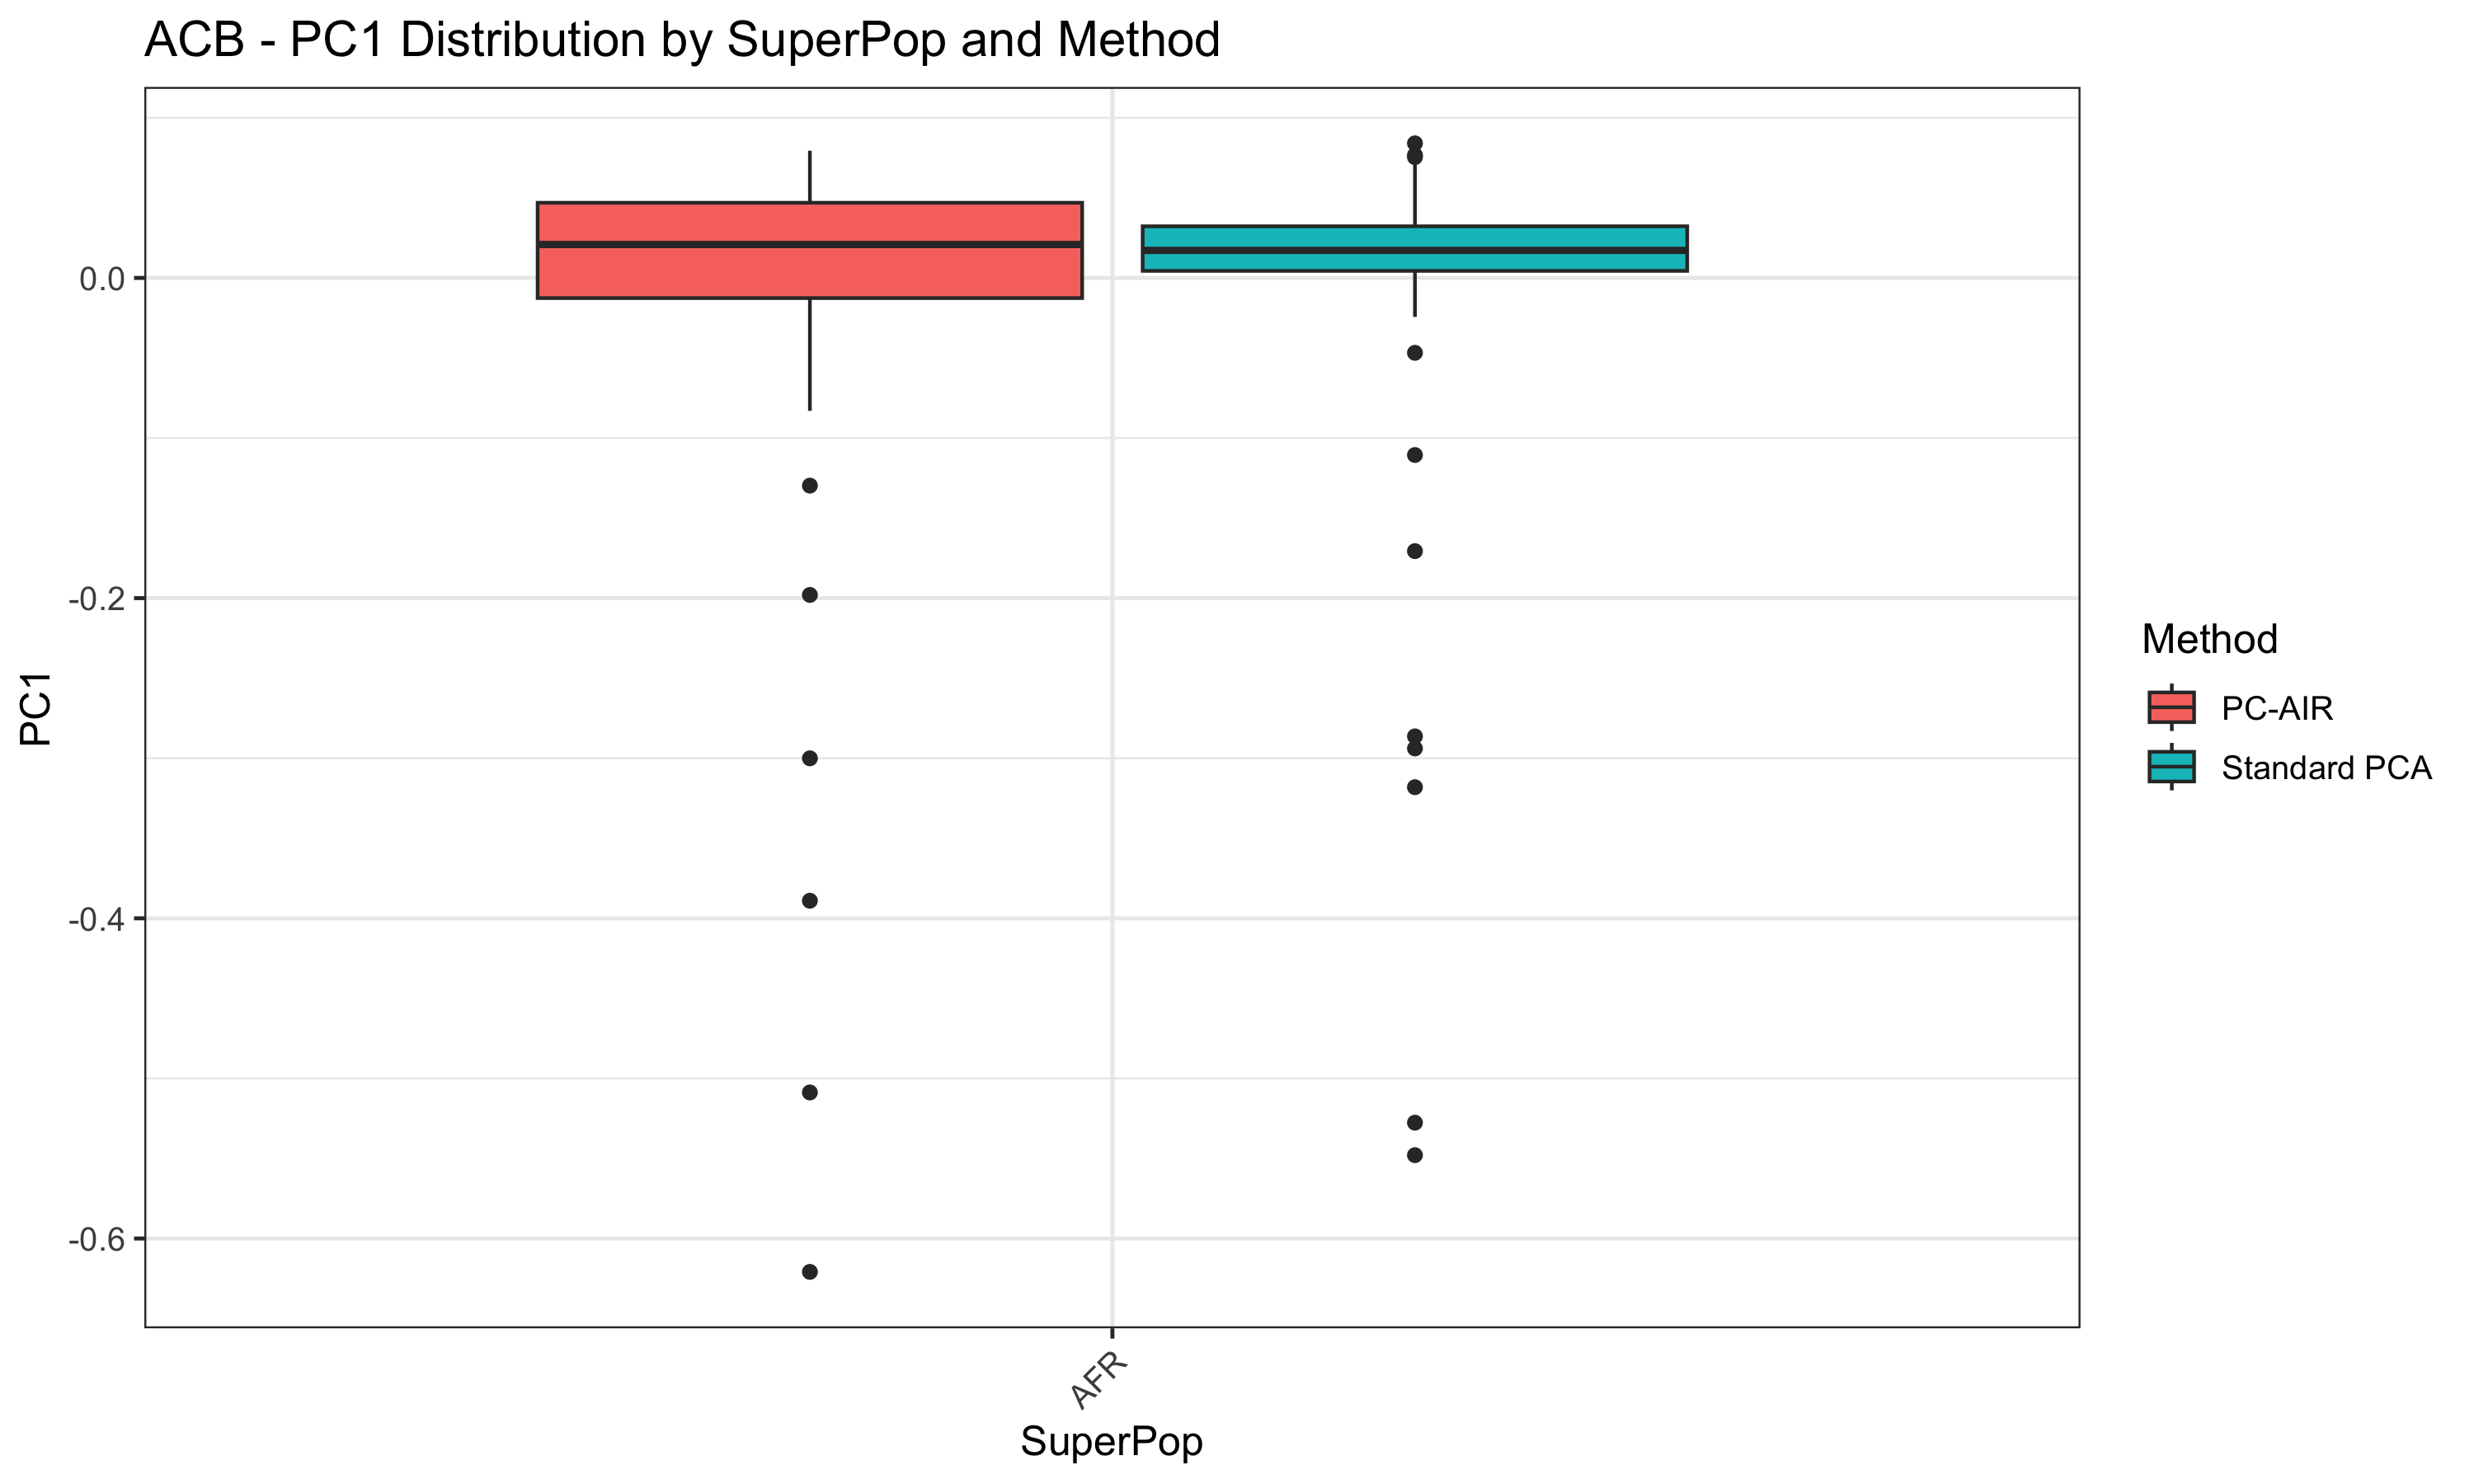 ACB - PC1 Distribution by SuperPop and Method
PC1
0.0
-0.2
-0.4
-0.6
AFR
SuperPop
Method
PC-AIR
Standard PCA